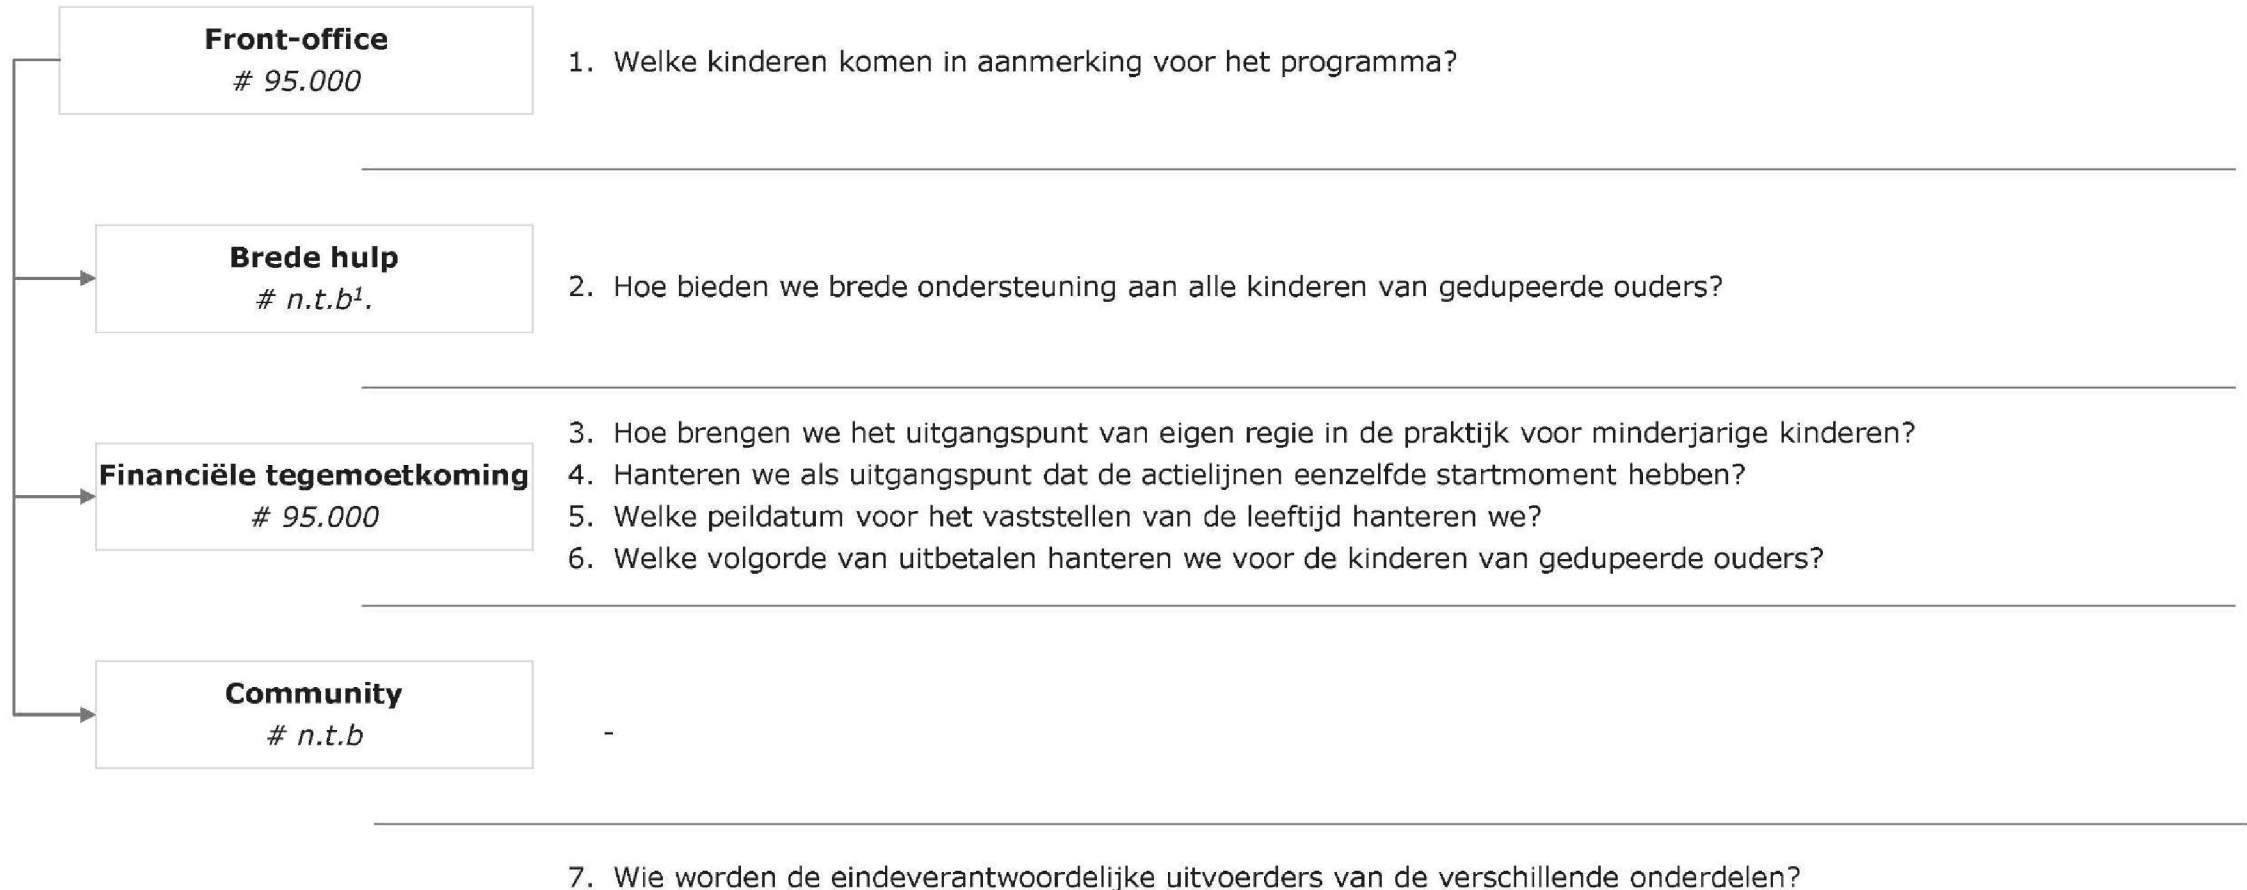 Front-office
# 95.000
1. Welke kinderen komen in aanmerking voor het programma?
Brede hulp
# n.t.b¹.
2. Hoe bieden we brede ondersteuning aan alle kinderen van gedupeerde ouders?
Financiële tegemoetkoming
# 95.000
3. Hoe brengen we het uitgangspunt van eigen regie in de praktijk voor minderjarige kinderen?
4. Hanteren we als uitgangspunt dat de actielijnen eenzelfde startmoment hebben?
5. Welke peildatum voor het vaststellen van de leeftijd hanteren we?
6. Welke volgorde van uitbetalen hanteren we voor de kinderen van gedupeerde ouders?
Community
# n.t.b
-
7. Wie worden de eindeverantwoordelijke uitvoerders van de verschillende onderdelen?